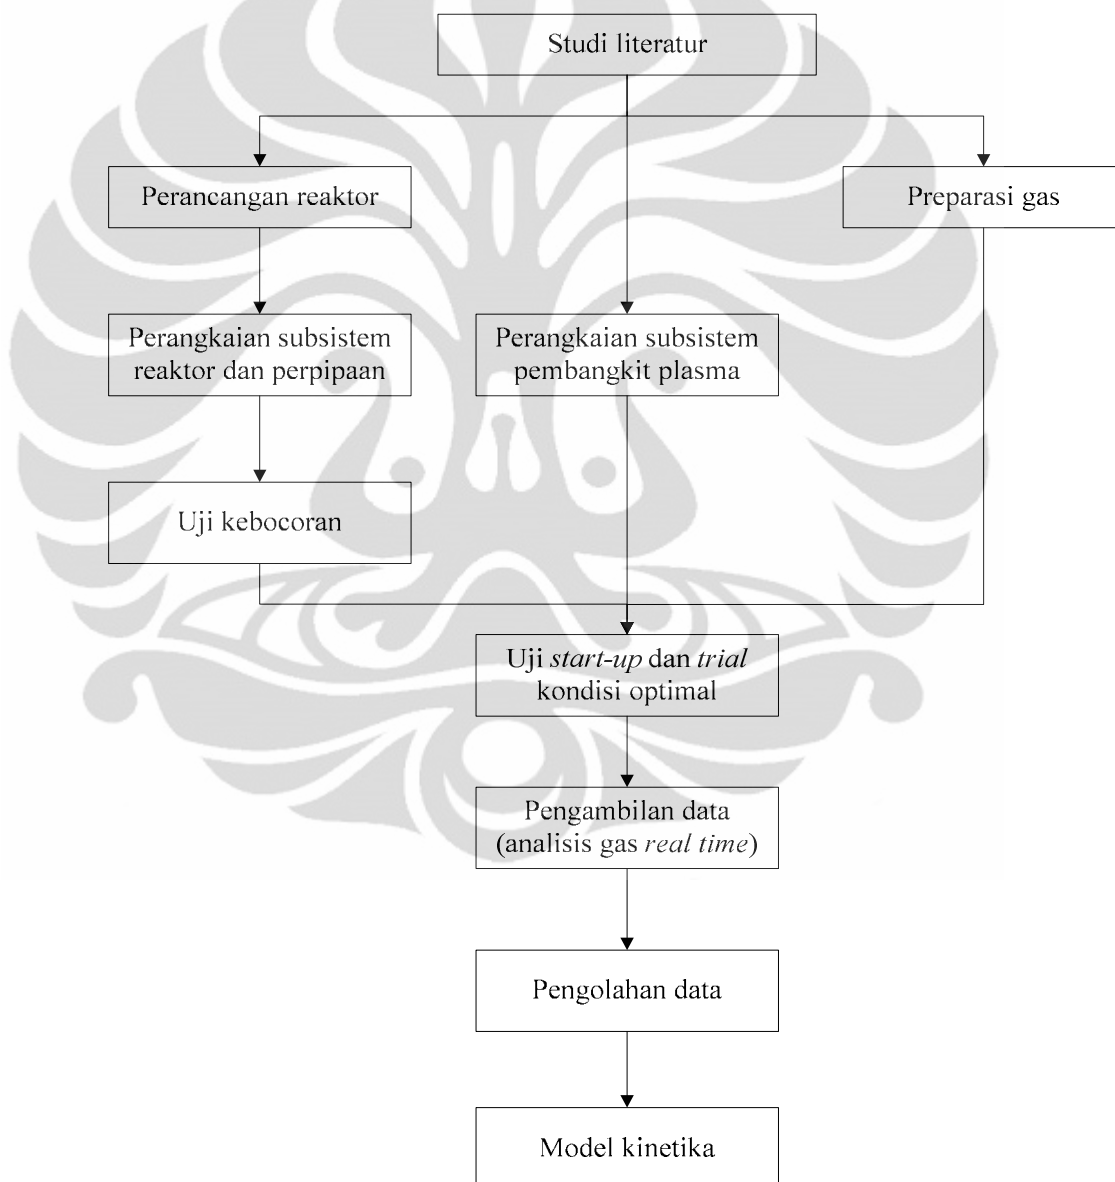 Studi literatur
Perancangan reaktor
Preparasi gas
Perangkaian subsistem
reaktor dan perpipaan
Perangkaian subsistem
pembangkit plasma
Uji kebocoran
Uji start-up dan trial
kondisi optimal
Pengambilan data
(analisis gas real time)
Pengolahan data
Model kinetika